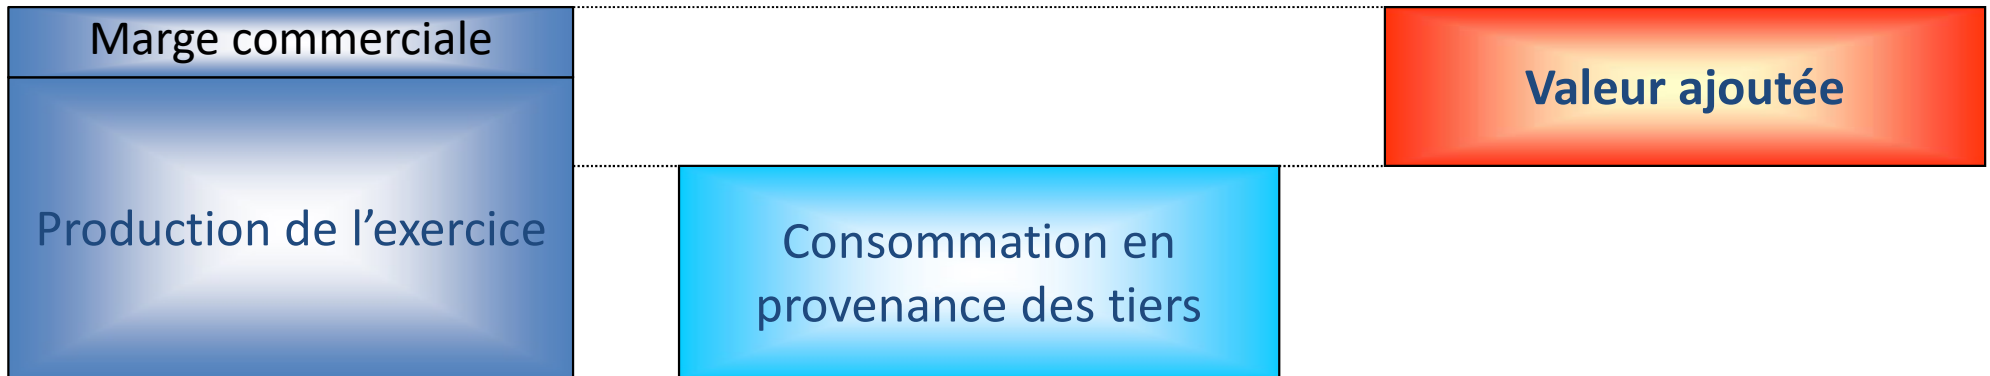 Marge commerciale
Valeur ajoutée
Production de l’exercice
Consommation en
provenance des tiers